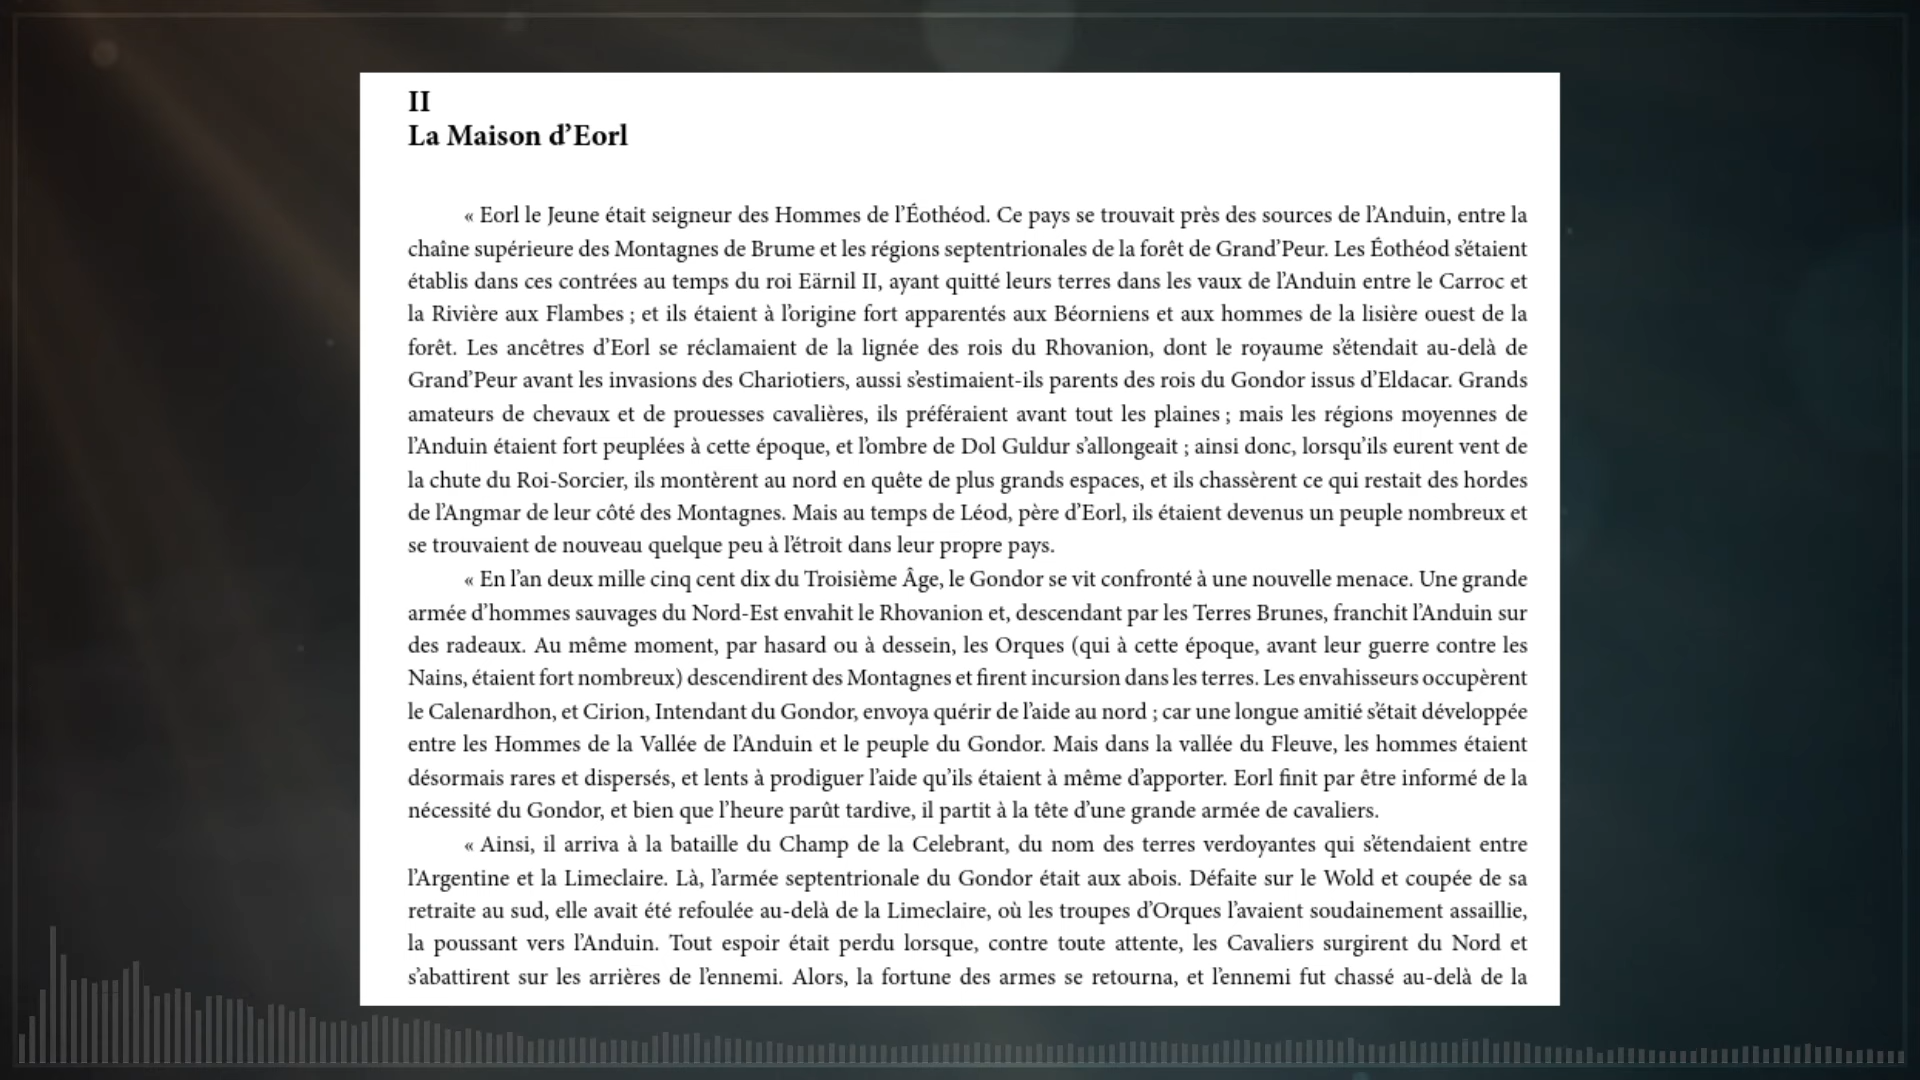 II
La Maison d’Eorl
« Eorl le Jeune était seigneur des Hommes de l’Éothéod. Ce pays se trouvait près des sources de l’Anduin, entre la
chaîne supérieure des Montagnes de Brume et les régions septentrionales de la forêt de Grand’Peur. Les Éothéod s’étaient
établis dans ces contrées au temps du roi Eärnil II, ayant quitté leurs terres dans les vaux de l’Anduin entre le Carroc et
la Rivière aux Flambes ; et ils étaient à l’origine fort apparentés aux Béorniens et aux hommes de la lisière ouest de la
forêt. Les ancêtres d’Eorl se réclamaient de la lignée des rois du Rhovanion, dont le royaume s’étendait au-delà de
Grand’Peur avant les invasions des Chariotiers, aussi s’estimaient-ils parents des rois du Gondor issus d’Eldacar. Grands
amateurs de chevaux et de prouesses cavalières, ils préféraient avant tout les plaines ; mais les régions moyennes de
l’Anduin étaient fort peuplées à cette époque, et l’ombre de Dol Guldur s’allongeait ; ainsi donc, lorsqu’ils eurent vent de
la chute du Roi-Sorcier, ils montèrent au nord en quête de plus grands espaces, et ils chassèrent ce qui restait des hordes
de l’Angmar de leur côté des Montagnes. Mais au temps de Léod, père d’Eorl, ils étaient devenus un peuple nombreux et
se trouvaient de nouveau quelque peu à l’étroit dans leur propre pays.
« En l’an deux mille cinq cent dix du Troisième Âge, le Gondor se vit confronté à une nouvelle menace. Une grande
armée d’hommes sauvages du Nord-Est envahit le Rhovanion et, descendant par les Terres Brunes, franchit l’Anduin sur
des radeaux. Au même moment, par hasard ou à dessein, les Orques (qui à cette époque, avant leur guerre contre les
Nains, étaient fort nombreux) descendirent des Montagnes et firent incursion dans les terres. Les envahisseurs occupèrent
le Calenardhon, et Cirion, Intendant du Gondor, envoya quérir de l’aide au nord ; car une longue amitié s’était développée
entre les Hommes de la Vallée de l’Anduin et le peuple du Gondor. Mais dans la vallée du Fleuve, les hommes étaient
désormais rares et dispersés, et lents à prodiguer l’aide qu’ils étaient à même d’apporter. Eorl finit par être informé de la
nécessité du Gondor, et bien que l’heure parût tardive, il partit à la tête d’une grande armée de cavaliers.
« Ainsi, il arriva à la bataille du Champ de la Celebrant, du nom des terres verdoyantes qui s’étendaient entre
l’Argentine et la Limeclaire. Là, l’armée septentrionale du Gondor était aux abois. Défaite sur le Wold et coupée de sa
retraite au sud, elle avait été refoulée au-delà de la Limeclaire, où les troupes d’Orques l’avaient soudainement assaillie,
la poussant vers l’Anduin. Tout espoir était perdu lorsque, contre toute attente, les Cavaliers surgirent du Nord et
s’abattirent sur les arrières de l’ennemi. Alors, la fortune des armes se retourna, et l’ennemi fut chassé au-delà de la